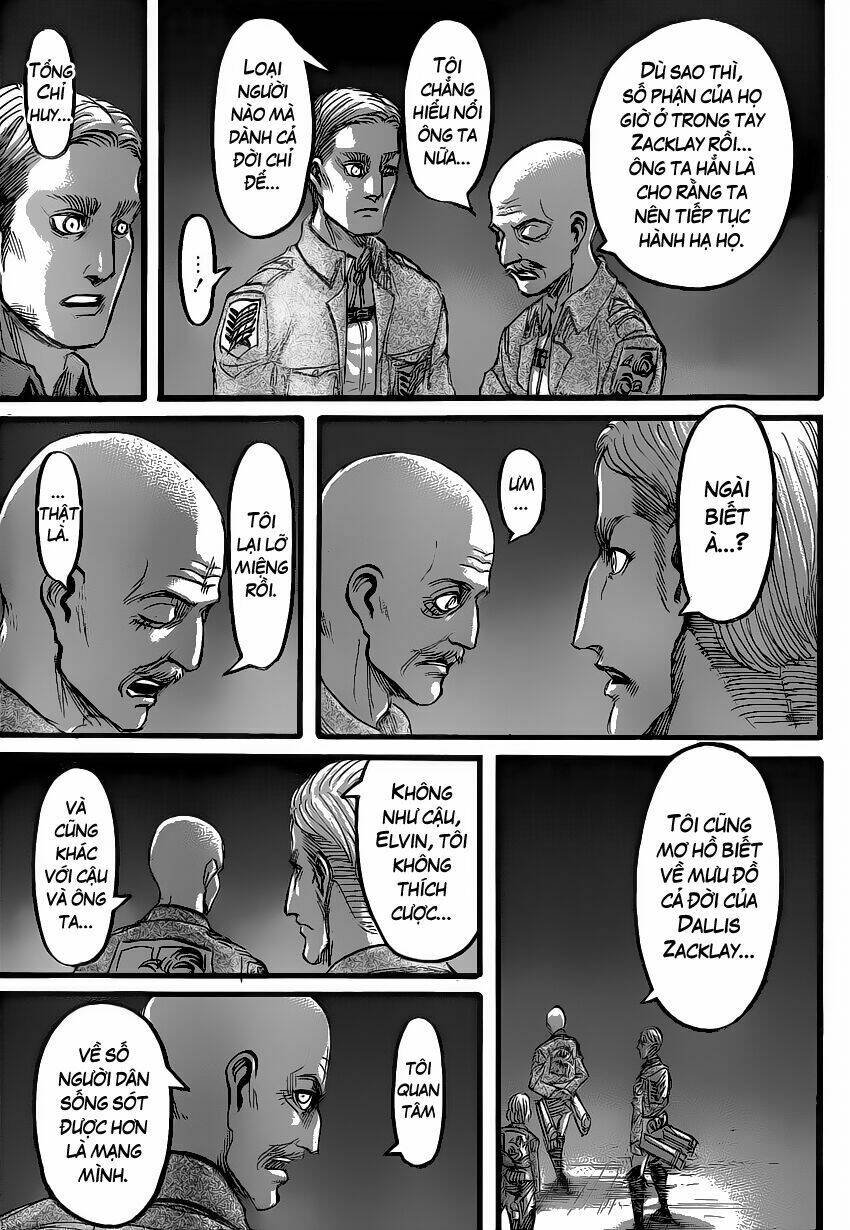 DÙ SAO THÌ,
SỐ PHẬN CỦA HỌ
GIỜ Ở TRONG TAY
ZACKLAY RỒI...
ÔNG TA HẲN LÀ
CHO RẰNG TA
NÊN TIẾP TỤC
HÀNH HẠ HỌ.
TÔI
CHẲNG
HIỂU NỔI
ÔNG TA
NỮA...
LOẠI
NGƯỜI
NÀO MÀ
DÀNH CẢ
ĐỜI CHỈ
ĐỂ...
...!
TỔNG
CHỈ
HUY...
NGÀI
BIẾT
À...?
ƯM
...
TÔI
LẠI LỠ
MIỆNG
RỒI.
...
THẬT
LÀ.
TÔI CŨNG
MƠ HỒ BIẾT
VỀ MƯU ĐỒ
CẢ ĐỜI CỦA
DALLIS
ZACKLAY...
KHÔNG
NHƯ CẬU,
ELVIN, TÔI
KHÔNG
THÍCH
CƯỢC...
VÀ
CŨNG
KHÁC
VỚI CẬU
VÀ ÔNG
TA...
TÔI
QUAN
TÂM
VỀ SỐ
NGƯỜI DÂN
SỐNG SÓT
ĐƯỢC HƠN
LÀ MẠNG
MÌNH.